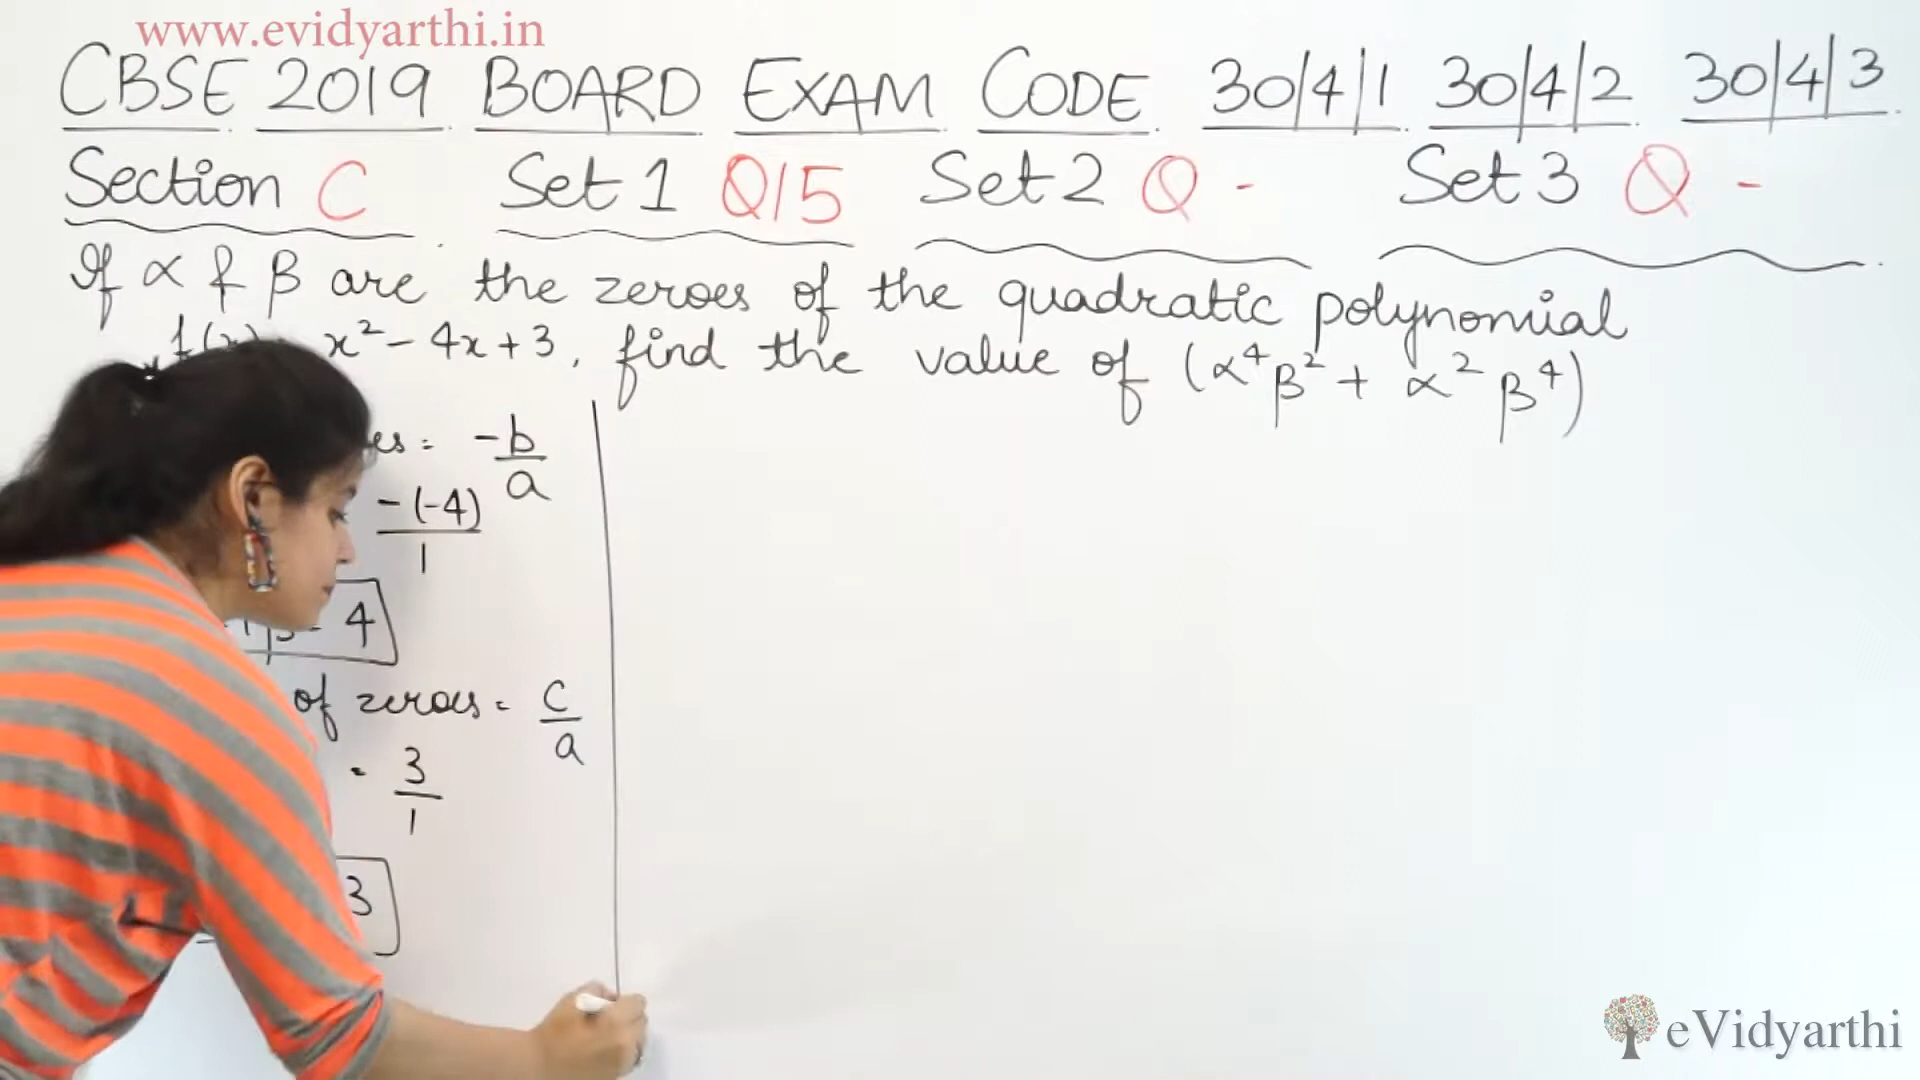 www.evidyarthi.in
CBSE 2019 BOARD EXAM CODE 30/4/1 30/4/2 30/4/3
Section C Set 1 Q15 Set 2 Q - Set 3 Q -
If α & β are the zeroes of the quadratic polynomial
f(x) x² - 4x + 3, find the value of (α⁴β² + α²β⁴)
= -b/a
-(-4)/1
β = 4
of zeroes = c/a
= 3/1
3
eVidyarthi